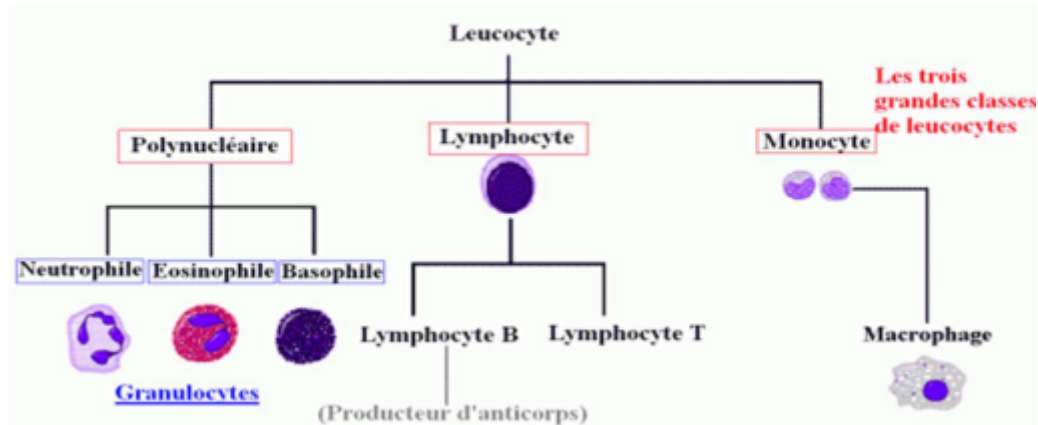 Leucocyte
Les trois
grandes classes
de leucocytes
Polynucléaire
Lymphocyte
Monocyte
Neutrophile
Eosinophile
Basophile
Lymphocyte B
Lymphocyte T
Macrophage
Granulocytes
(Producteur d'anticorps)